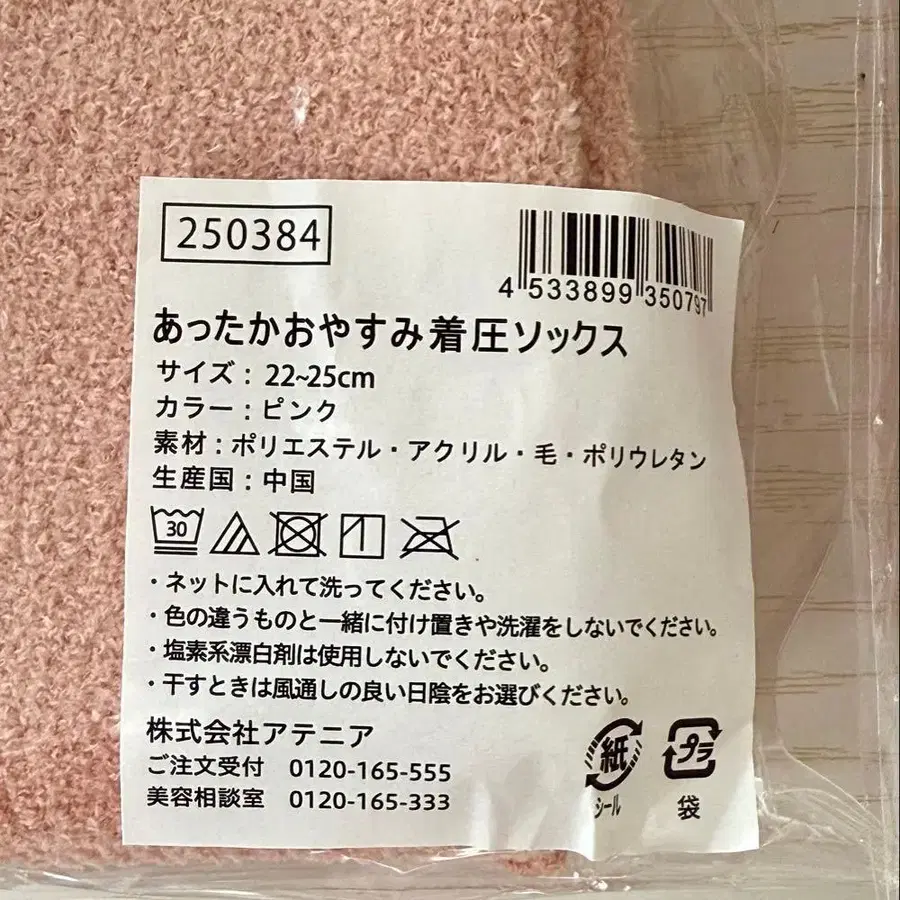 250384
4 533899 350797
あったかおやすみ着圧ソックス
サイズ：22~25cm
カラー：ピンク
素材：ポリエステル・アクリル・毛・ポリウレタン
生産国：中国
30
・ネットに入れて洗ってください。
・色の違うものと一緒に付け置きや洗濯をしないでください。
・塩素系漂白剤は使用しないでください。
・干すときは風通しの良い日陰をお選びください。
株式会社アテニア
ご注文受付 0120-165-555
美容相談室 0120-165-333
紙
シール
プラ
袋